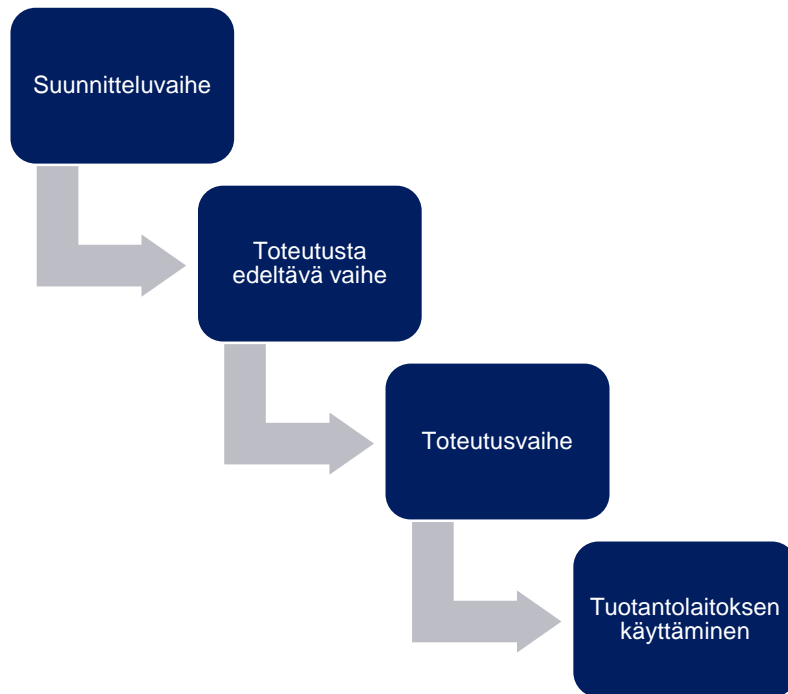 Suunnitteluvaihe
Toteutusta
edeltävä vaihe
Toteutusvaihe
Tuotantolaitoksen
käyttäminen